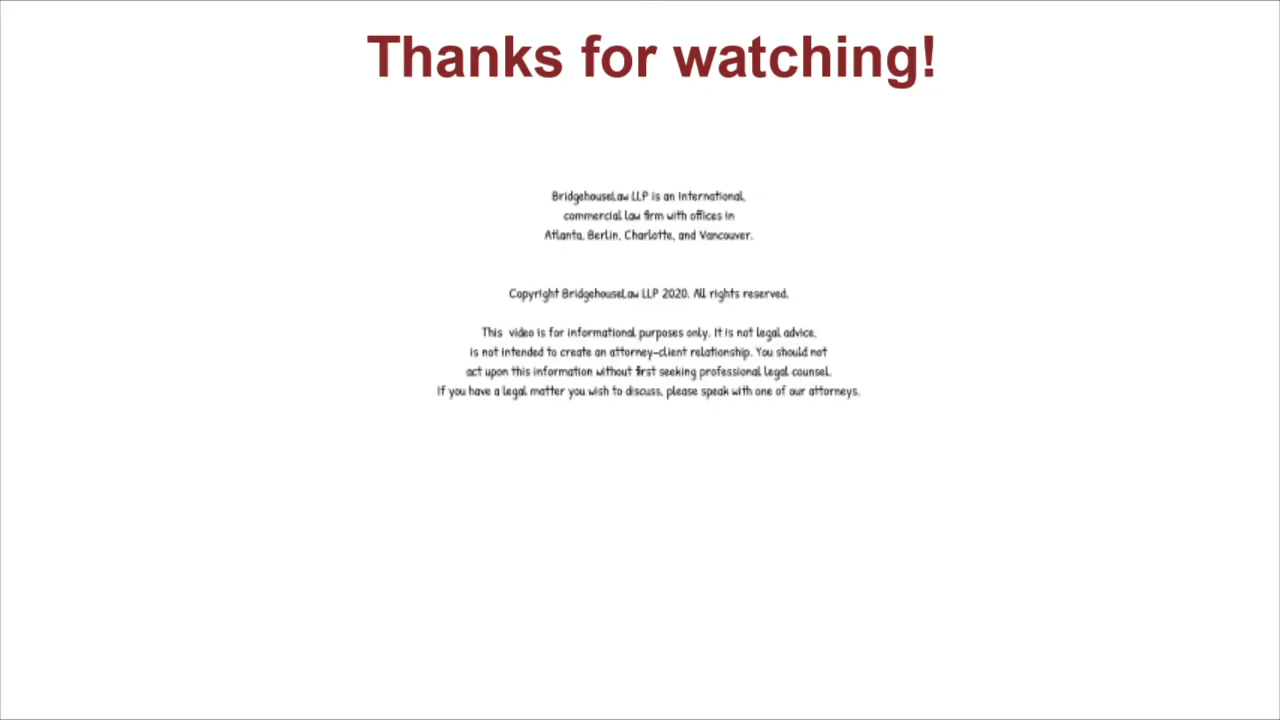 Thanks for watching!
BridgehouseLaw LLP is an International,
commercial law firm with offices in
Atlanta, Berlin, Charlotte, and Vancouver.
Copyright BridgehouseLaw LLP 2020. All rights reserved.
This video is for informational purposes only. It is not legal advice,
is not intended to create an attorney-client relationship. You should not
act upon this information without first seeking professional legal counsel.
If you have a legal matter you wish to discuss, please speak with one of our attorneys.